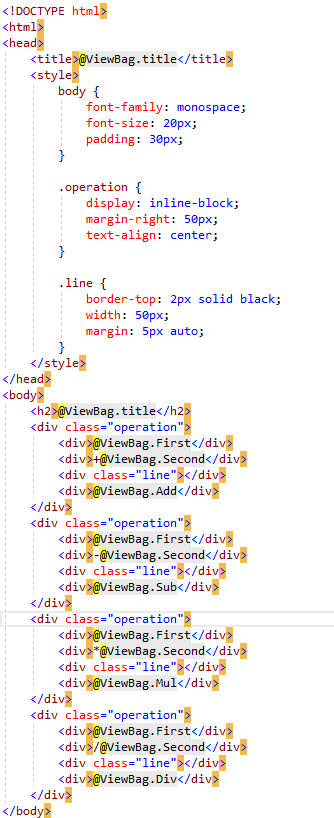 <!DOCTYPE html>
<html>
<head>
    <title>@ViewBag.title</title>
    <style>
        body {
            font-family: monospace;
            font-size: 20px;
            padding: 30px;
        }

        .operation {
            display: inline-block;
            margin-right: 50px;
            text-align: center;
        }

        .line {
            border-top: 2px solid black;
            width: 50px;
            margin: 5px auto;
        }
    </style>
</head>
<body>
    <h2>@ViewBag.title</h2>
    <div class="operation">
        <div>@ViewBag.First</div>
        <div>+@ViewBag.Second</div>
        <div class="line"></div>
        <div>@ViewBag.Add</div>
    </div>
    <div class="operation">
        <div>@ViewBag.First</div>
        <div>-@ViewBag.Second</div>
        <div class="line"></div>
        <div>@ViewBag.Sub</div>
    </div>
    <div class="operation">
        <div>@ViewBag.First</div>
        <div>*@ViewBag.Second</div>
        <div class="line"></div>
        <div>@ViewBag.Mul</div>
    </div>
    <div class="operation">
        <div>@ViewBag.First</div>
        <div>/@ViewBag.Second</div>
        <div class="line"></div>
        <div>@ViewBag.Div</div>
    </div>
</body>